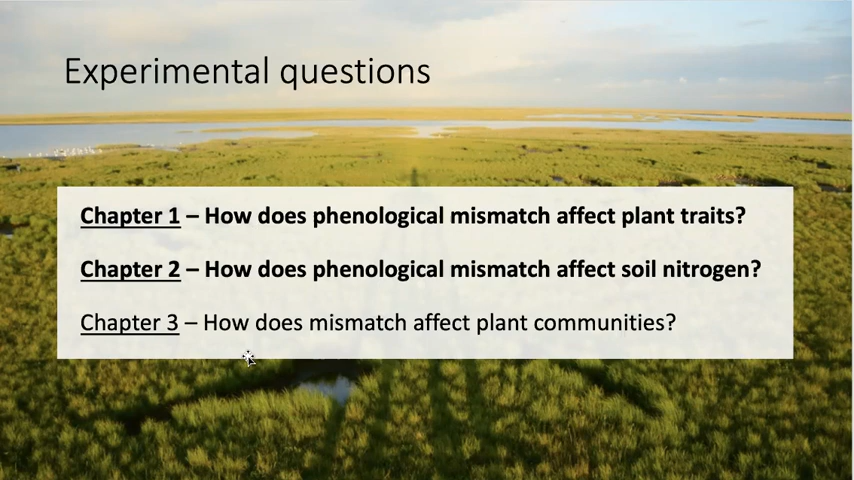 Experimental questions
Chapter 1 – How does phenological mismatch affect plant traits?
Chapter 2 – How does phenological mismatch affect soil nitrogen?
Chapter 3 – How does mismatch affect plant communities?